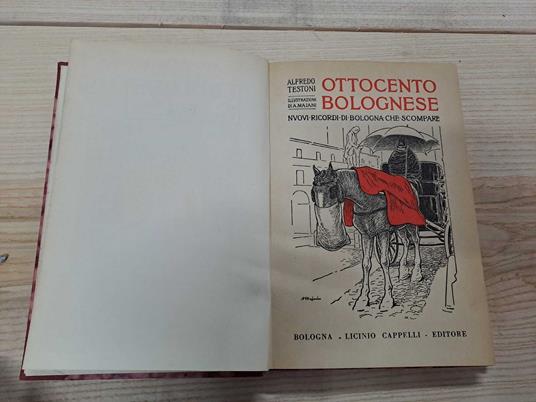 ALFREDO TESTONI
ILLUSTRAZIONI DI A. MAJANI
OTTOCENTO
BOLOGNESE
NVOVI·RICORDI·DI·BOLOGNA CHE·SCOMPARE
BOLOGNA - LICINIO CAPPELLI - EDITORE